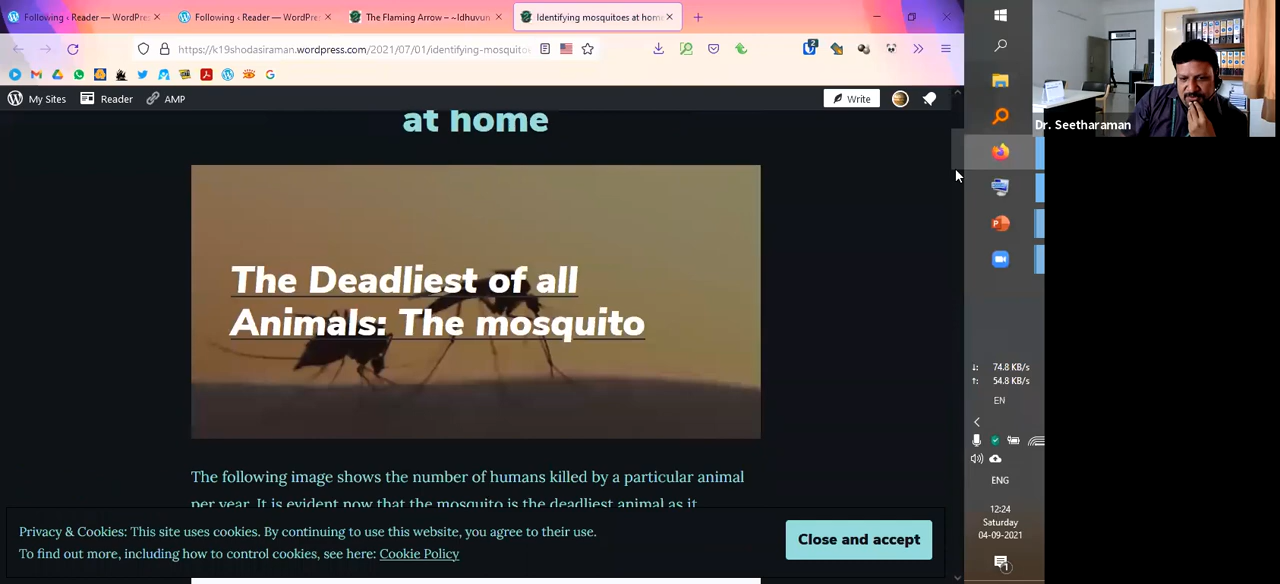 Following ‹ Reader — WordPre
Following ‹ Reader — WordPre
The Flaming Arrow – ~Idhuvun
Identifying mosquitoes at home
https://k19shodasiraman.wordpress.com/2021/07/01/identifying-mosquito
My Sites
Reader
AMP
Write
at home
The Deadliest of all
Animals: The mosquito
The following image shows the number of humans killed by a particular animal
per year. It is evident now that the mosquito is the deadliest animal as it
Privacy & Cookies: This site uses cookies. By continuing to use this website, you agree to their use.
To find out more, including how to control cookies, see here: Cookie Policy
Close and accept
Dr. Seetharaman
↓: 74.8 KB/s
↑: 54.8 KB/s
EN
ENG
12:24
Saturday
04-09-2021
1